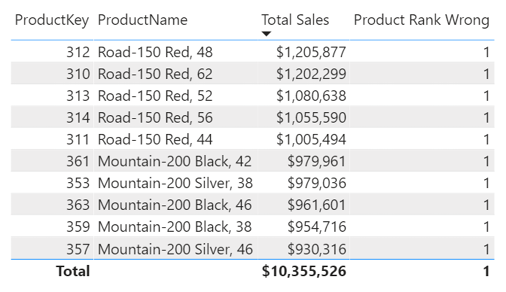 ProductKey ProductName Total Sales Product Rank Wrong
312 Road-150 Red, 48 $1,205,877 1
310 Road-150 Red, 62 $1,202,299 1
313 Road-150 Red, 52 $1,080,638 1
314 Road-150 Red, 56 $1,055,590 1
311 Road-150 Red, 44 $1,005,494 1
361 Mountain-200 Black, 42 $979,961 1
353 Mountain-200 Silver, 38 $979,036 1
363 Mountain-200 Black, 46 $961,601 1
359 Mountain-200 Black, 38 $954,716 1
357 Mountain-200 Silver, 46 $930,316 1
Total $10,355,526 1